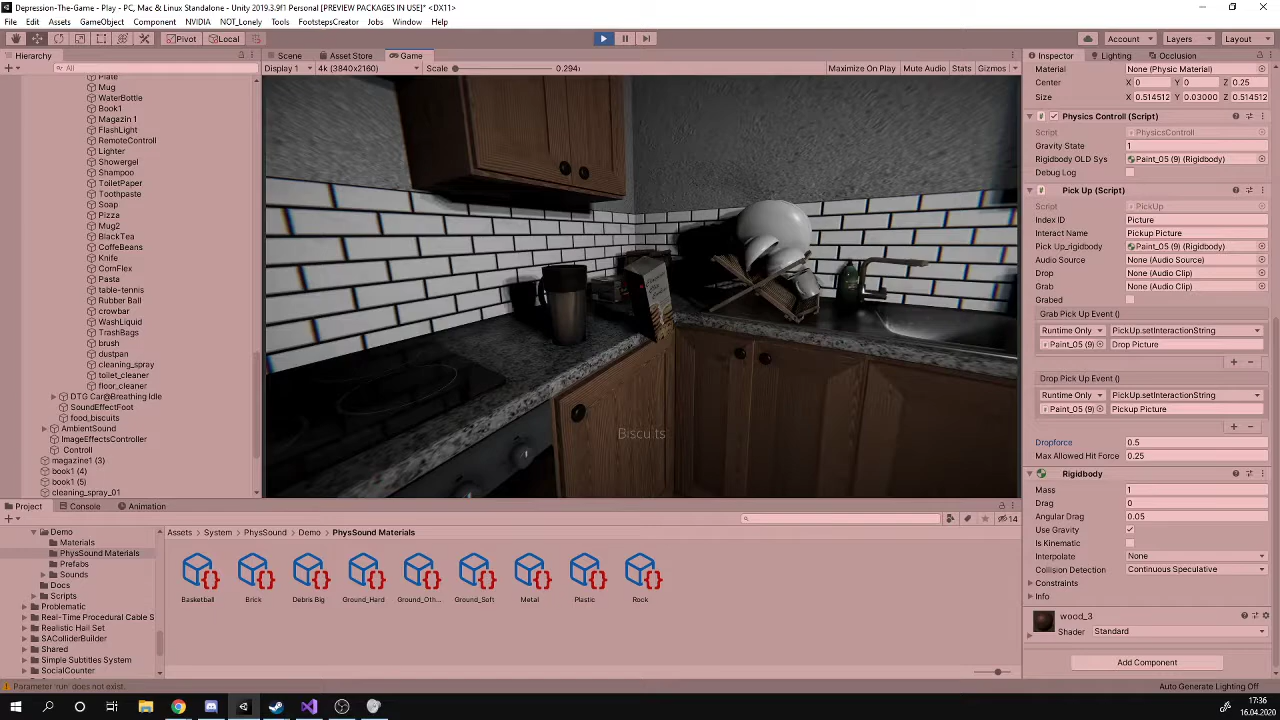 Depression-The-Game - Play - PC, Mac & Linux Standalone - Unity 2019.3.9f1 Personal [PREVIEW PACKAGES IN USE]* <DX11>
File Edit Assets GameObject Component NVIDIA NOT_Lonely Tools FootstepsCreator Jobs Window Help
Pivot Local Account Layers Layout
Hierarchy Scene Asset Store Game Inspector Lighting Occlusion
All Display 1 4k (3840x2160) Scale 0.294 Maximize On Play Mute Audio Stats Gizmos
Plate
Mug
WaterBottle
Book1
Magazin 1
FlashLight
RemoteControll
Lighter
Showergel
Shampoo
ToiletPaper
Toothpaste
Soap
Pizza
Mug2
BlackTea
CoffeBeans
Knife
CornFlex
Pasta
table-tennis
Rubber Ball
crowbar
WashLiquid
TrashBags
brush
dustpan
cleaning_spray
toilet_cleaner
floor_cleaner
DTG Car@Breathing Idle
SoundEffectFoot
food_biscuits
AmbientSound
ImageEffectsController
Controll
magazine1 (3)
book1 (4)
book1 (5)
cleaning_spray_01
Biscuits
Material None (Physic Material)
Center X 0 Y 0 Z 0.25
Size X 0.514512 Y 0.03000 Z 0.514512
Physics Controll (Script)
Script PhysicsControll
Gravity State 1
Rigidbody OLD Sys Paint_05 (9) (Rigidbody)
Debug Log
Pick Up (Script)
Script PickUp
Index ID Picture
Interact Name Pickup Picture
Pick Up_rigidbody Paint_05 (9) (Rigidbody)
Audio Source None (Audio Source)
Drop None (Audio Clip)
Grab None (Audio Clip)
Grabed
Grab Pick Up Event ()
Runtime Only PickUp.setInteractionString
Paint_05 (9) Drop Picture
Drop Pick Up Event ()
Runtime Only PickUp.setInteractionString
Paint_05 (9) Pickup Picture
Dropforce 0.5
Max Allowed Hit Force 0.25
Rigidbody
Mass 1
Drag 0
Angular Drag 0.05
Use Gravity
Is Kinematic
Interpolate None
Collision Detection Continuous Speculative
Constraints
Info
wood_3
Shader Standard
Add Component
Project Console Animation
14
Demo
Materials
PhysSound Materials
Prefabs
Sounds
Docs
Scripts
Problematic
Real-Time Procedural Cable S
Realistic Hail Set
SAColliderBuilder
Shared
Simple Subtitles System
SocialCounter
Assets System PhysSound Demo PhysSound Materials
Basketball Brick Debris Big Ground_Hard Ground_Oth... Ground_Soft Metal Plastic Rock
Parameter 'run' does not exist. Auto Generate Lighting Off
17:36
16.04.2020